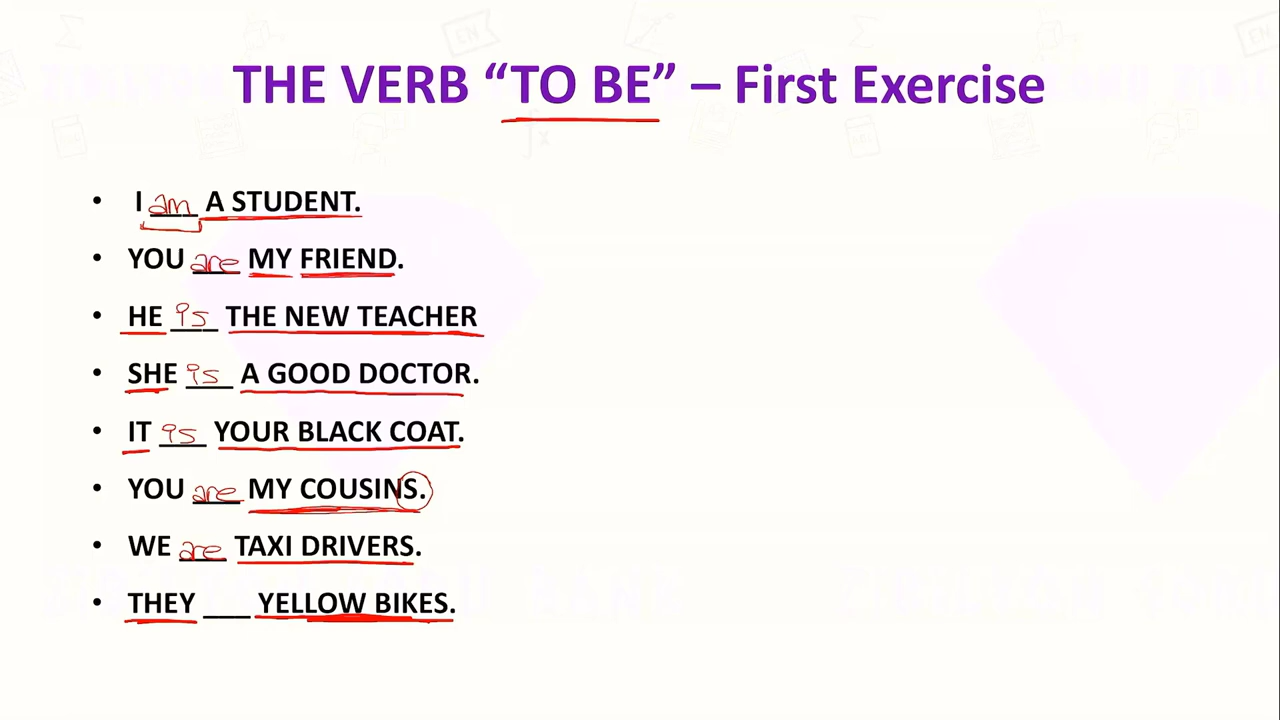 THE VERB “TO BE” – First Exercise
• I am A STUDENT.
• YOU are MY FRIEND.
• HE is THE NEW TEACHER
• SHE is A GOOD DOCTOR.
• IT is YOUR BLACK COAT.
• YOU are MY COUSINS.
• WE are TAXI DRIVERS.
• THEY ___ YELLOW BIKES.